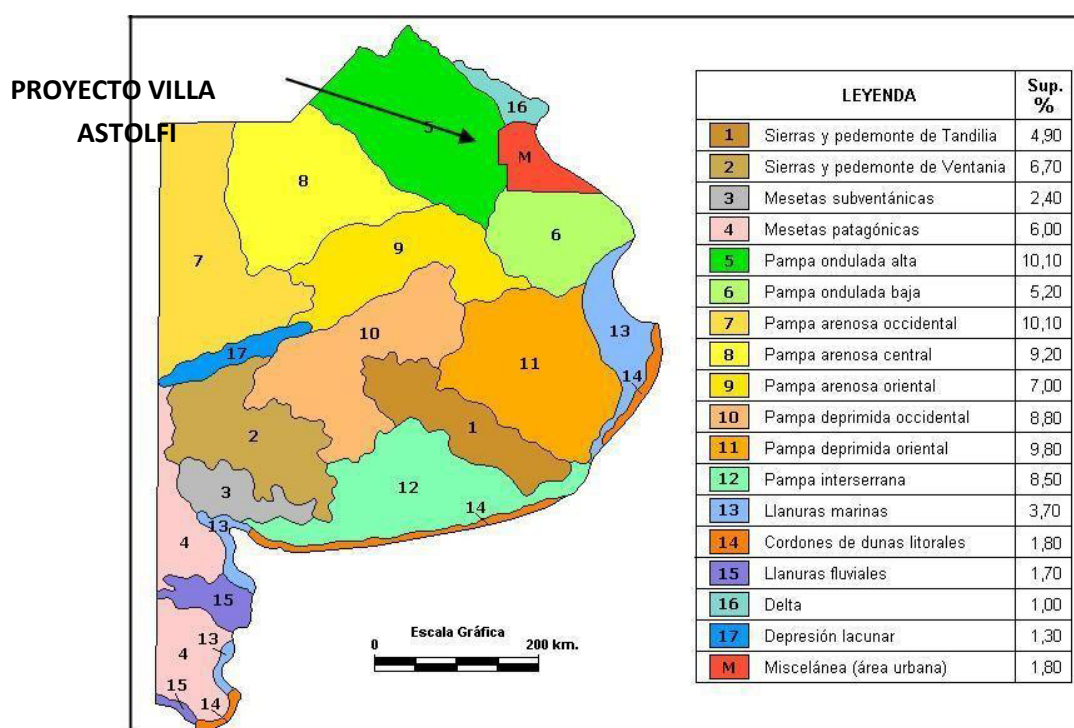 PROYECTO VILLA
ASTOLFI
16
5
M
8
6
9
7
13
10
17
11
14
1
2
12
3
14
13
4
15
13
4
15
14
Escala Gráfica
0 200 km.
LEYENDA Sup. %
1 Sierras y pedemonte de Tandilia 4,90
2 Sierras y pedemonte de Ventania 6,70
3 Mesetas subventánicas 2,40
4 Mesetas patagónicas 6,00
5 Pampa ondulada alta 10,10
6 Pampa ondulada baja 5,20
7 Pampa arenosa occidental 10,10
8 Pampa arenosa central 9,20
9 Pampa arenosa oriental 7,00
10 Pampa deprimida occidental 8,80
11 Pampa deprimida oriental 9,80
12 Pampa interserrana 8,50
13 Llanuras marinas 3,70
14 Cordones de dunas litorales 1,80
15 Llanuras fluviales 1,70
16 Delta 1,00
17 Depresión lacunar 1,30
M Miscelánea (área urbana) 1,80